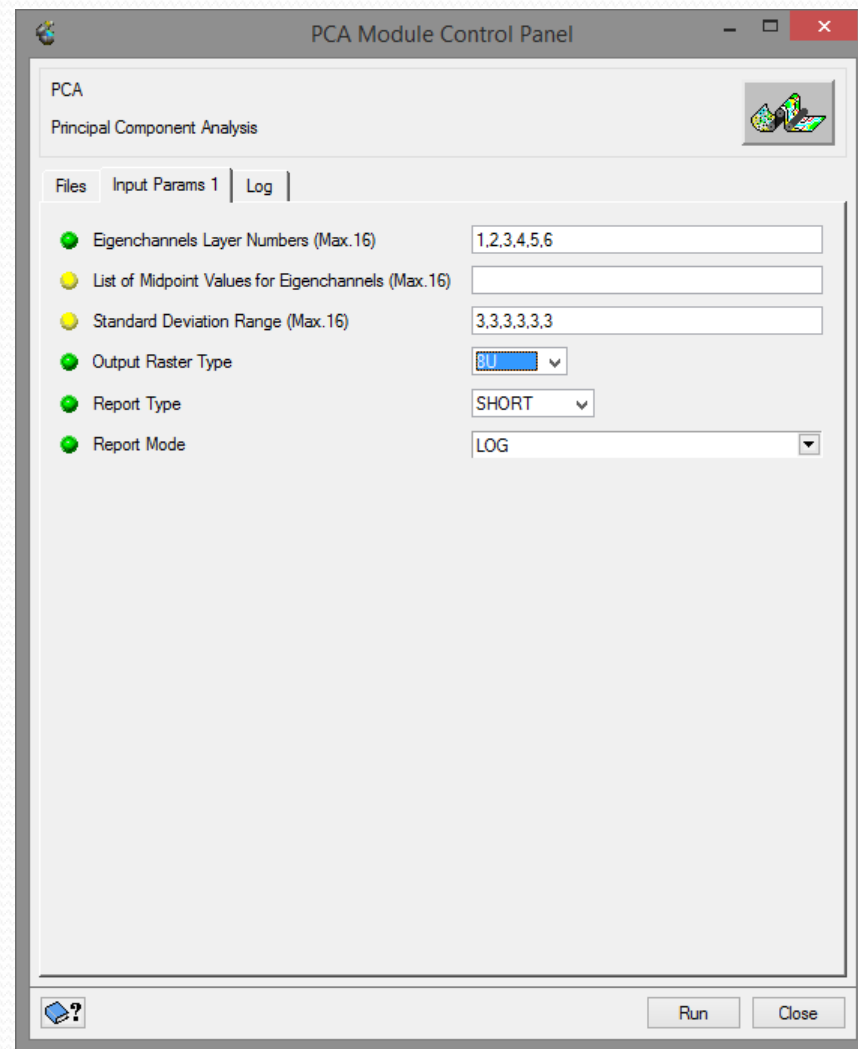 PCA Module Control Panel
PCA
Principal Component Analysis
Files Input Params 1 Log
Eigenchannels Layer Numbers (Max.16) 1,2,3,4,5,6
List of Midpoint Values for Eigenchannels (Max.16)
Standard Deviation Range (Max.16) 3,3,3,3,3,3
Output Raster Type 8U
Report Type SHORT
Report Mode LOG
?
Run Close